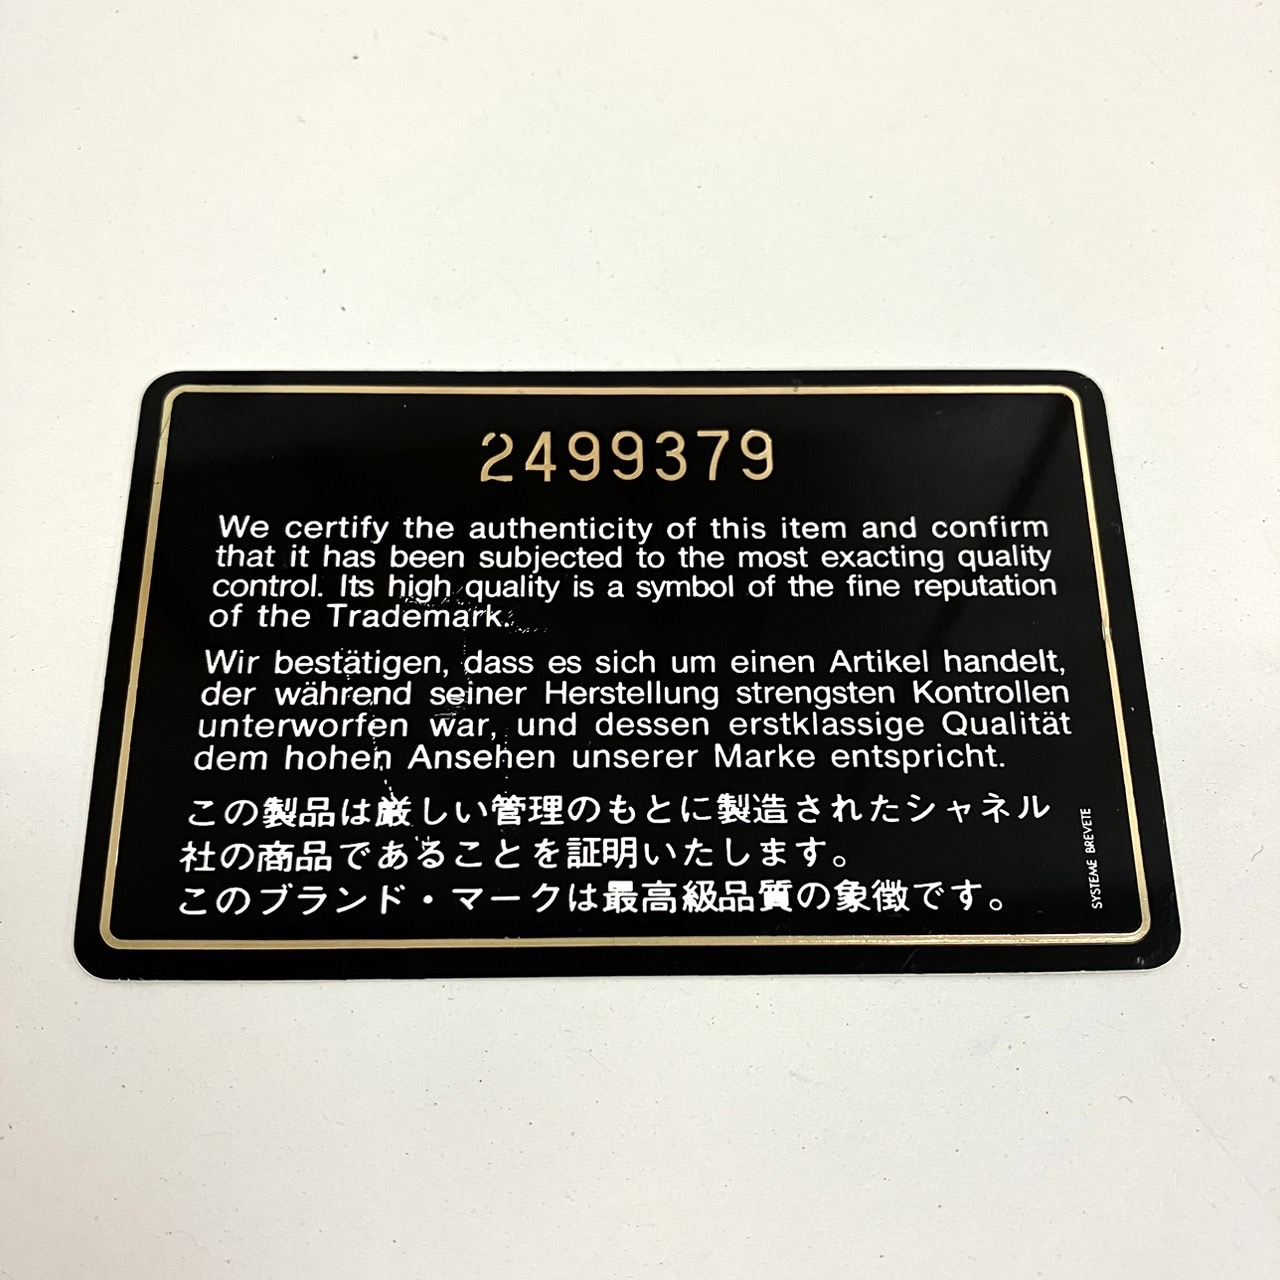 2499379
We certify the authenticity of this item and confirm
that it has been subjected to the most exacting quality
control. Its high quality is a symbol of the fine reputation
of the Trademark.
Wir bestätigen, dass es sich um einen Artikel handelt,
der während seiner Herstellung strengsten Kontrollen
unterworfen war, und dessen erstklassige Qualität
dem hohen Ansehen unserer Marke entspricht.
この製品は厳しい管理のもとに製造されたシャネル
社の商品であることを証明いたします。
このブランド・マークは最高級品質の象徴です。
SYSTEME BREVETE